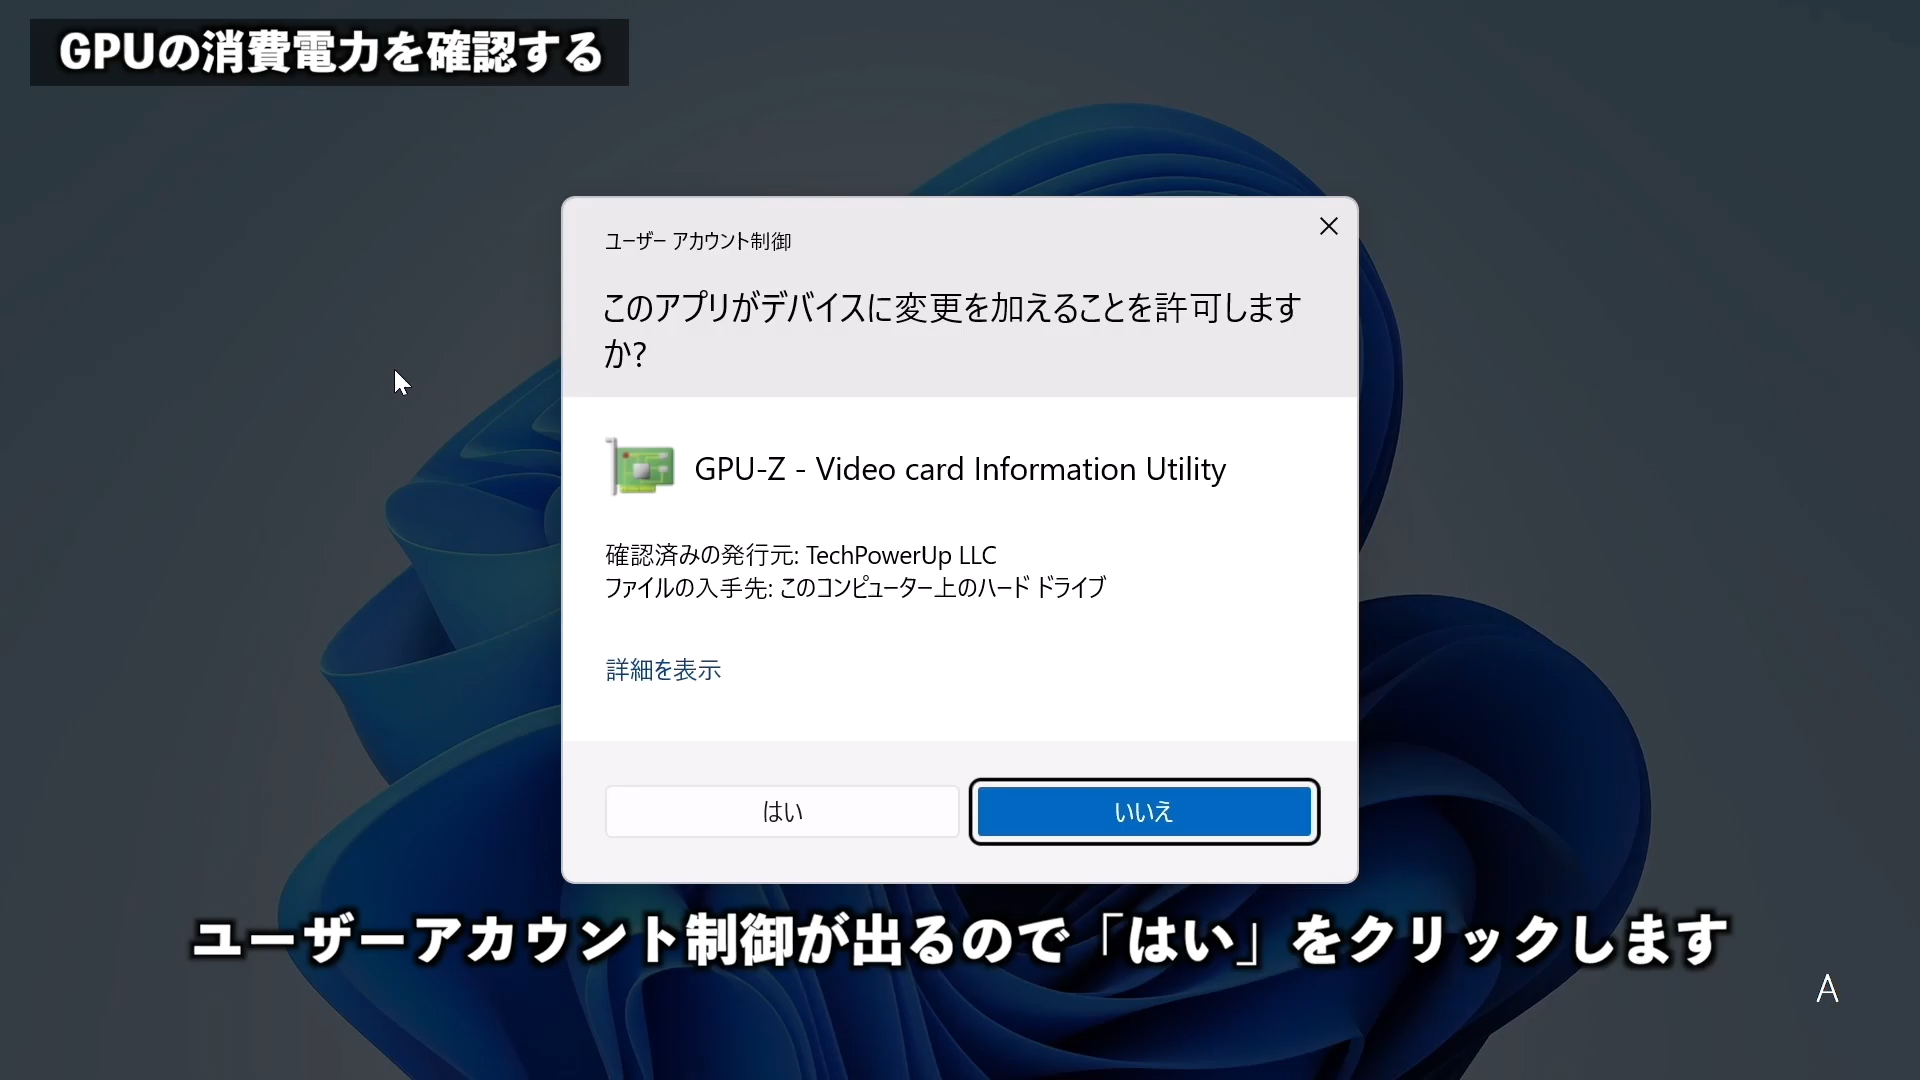 GPUの消費電力を確認する
ユーザー アカウント制御
このアプリがデバイスに変更を加えることを許可します
か?
GPU-Z - Video card Information Utility
確認済みの発行元: TechPowerUp LLC
ファイルの入手先: このコンピューター上のハード ドライブ
詳細を表示
はい
いいえ
ユーザーアカウント制御が出るので「はい」をクリックします
A